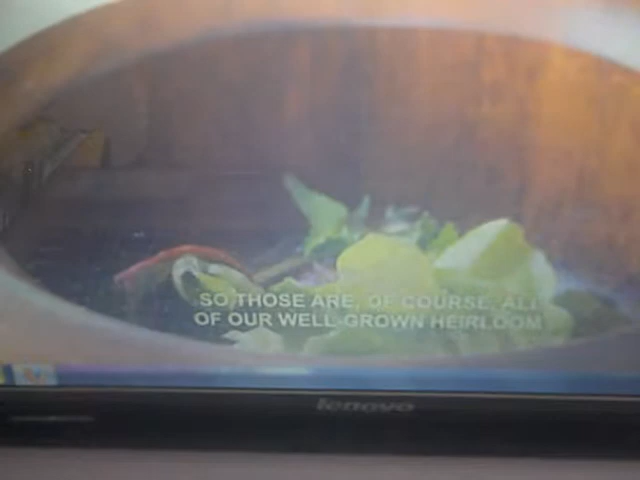 SO THOSE ARE, OF COURSE, ALL
OF OUR WELL-GROWN HEIRLOOM
lenovo